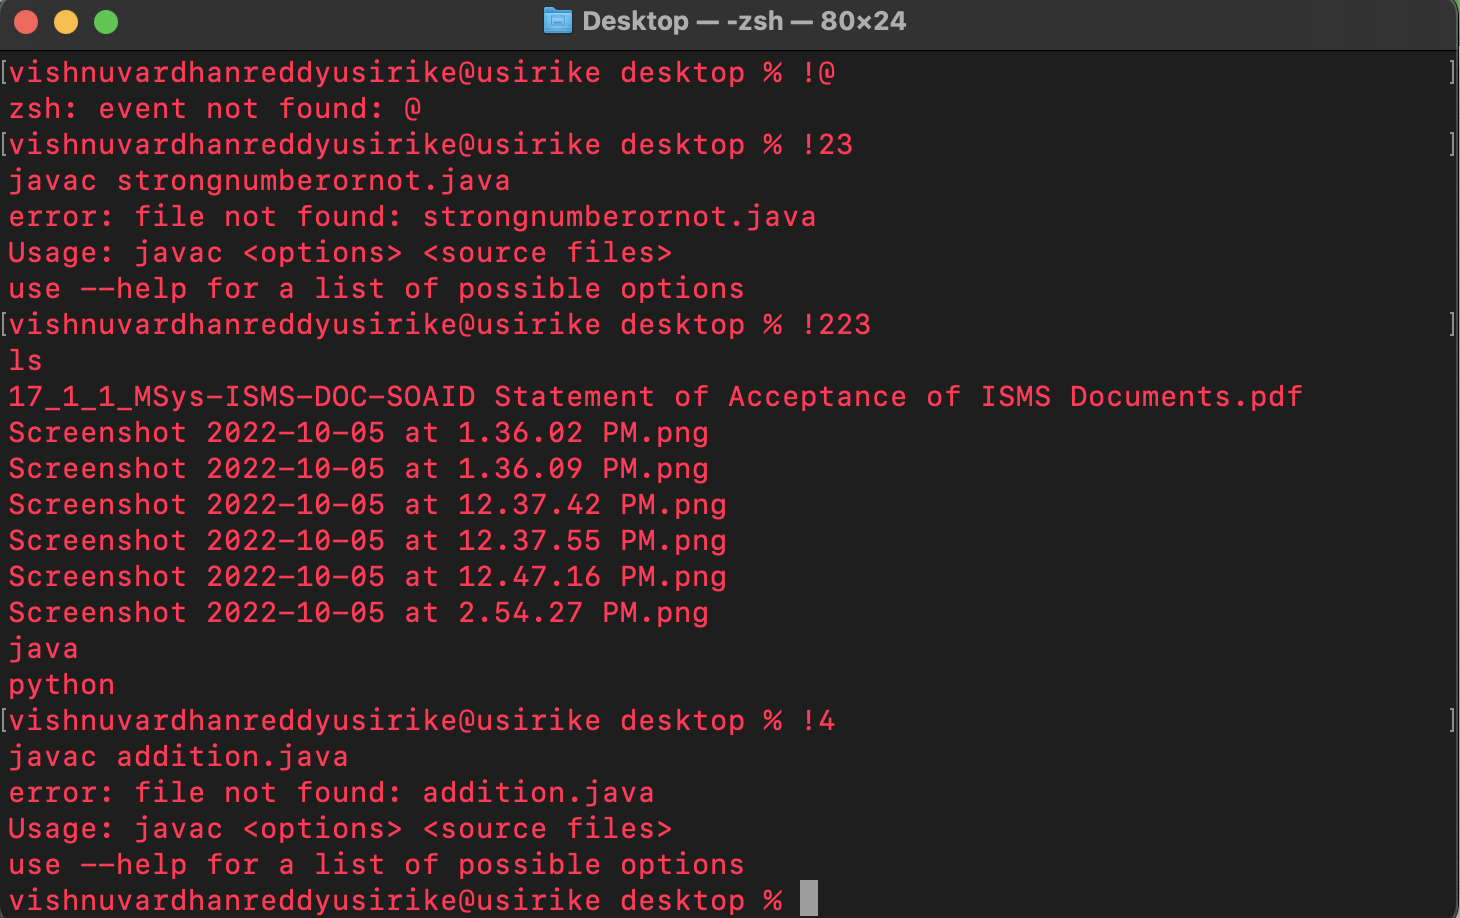 Desktop — -zsh — 80×24
[vishnuvardhanreddyusirike@usirike desktop % !@ ]
zsh: event not found: @
[vishnuvardhanreddyusirike@usirike desktop % !23 ]
javac strongnumberornot.java
error: file not found: strongnumberornot.java
Usage: javac <options> <source files>
use --help for a list of possible options
[vishnuvardhanreddyusirike@usirike desktop % !223 ]
ls
17_1_1_MSys-ISMS-DOC-SOAID Statement of Acceptance of ISMS Documents.pdf
Screenshot 2022-10-05 at 1.36.02 PM.png
Screenshot 2022-10-05 at 1.36.09 PM.png
Screenshot 2022-10-05 at 12.37.42 PM.png
Screenshot 2022-10-05 at 12.37.55 PM.png
Screenshot 2022-10-05 at 12.47.16 PM.png
Screenshot 2022-10-05 at 2.54.27 PM.png
java
python
[vishnuvardhanreddyusirike@usirike desktop % !4 ]
javac addition.java
error: file not found: addition.java
Usage: javac <options> <source files>
use --help for a list of possible options
vishnuvardhanreddyusirike@usirike desktop %